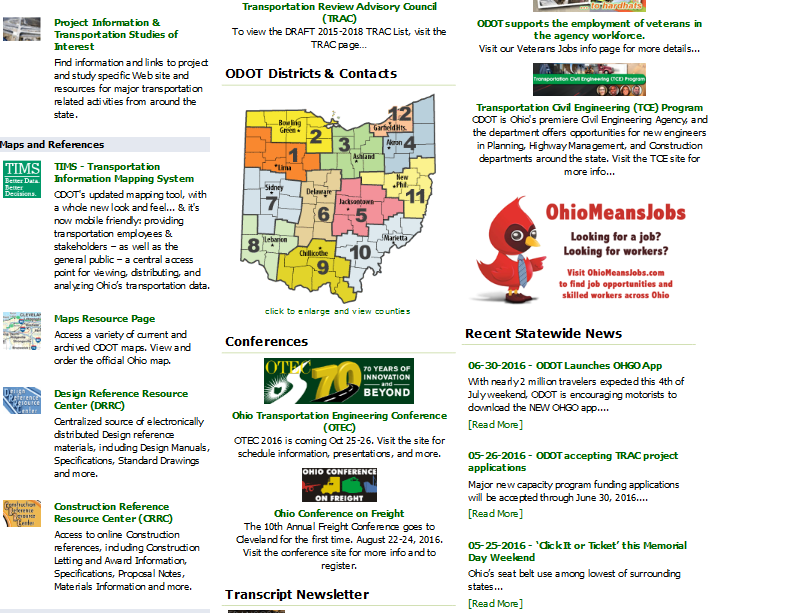 Project Information &
Transportation Studies of
Interest
Find information and links to project
and study specific Web site and
resources for major transportation
related activities from around the
state.
Maps and References
TIMS
Better Data.
Better
Decisions.
TIMS - Transportation
Information Mapping System
ODOT's updated mapping tool, with
a whole new look and feel... & it's
now mobile friendly: providing
transportation employees &
stakeholders – as well as the
general public – a central access
point for viewing, distributing, and
analyzing Ohio's transportation data.
Maps Resource Page
Access a variety of current and
archived ODOT maps. View and
order the official Ohio map.
Design
Reference
Resource
Center
Design Reference Resource
Center (DRRC)
Centralized source of electronically
distributed Design reference
materials, including Design Manuals,
Specifications, Standard Drawings
and more.
Construction
Reference
Resource
Center
Construction Reference
Resource Center (CRRC)
Access to online Construction
references, including Construction
Letting and Award Information,
Specifications, Proposal Notes,
Materials Information and more.
Transportation Review Advisory Council
(TRAC)
To view the DRAFT 2015-2018 TRAC List, visit the
TRAC page...
ODOT Districts & Contacts
12
Garfield Hts.
Bowling
Green
2
3
Akron
4
1
Ashland
Lima
New
Phil.
Sidney
Delaware
11
7
Jacksontown
6
5
8
Lebanon
Marietta
10
Chillicothe
9
click to enlarge and view counties
Conferences
OTEC
70
70 YEARS OF
INNOVATION
and
BEYOND
Ohio Transportation Engineering Conference
(OTEC)
OTEC 2016 is coming Oct 25-26. Visit the site for
schedule information, presentations, and more.
OHIO CONFERENCE
ON FREIGHT
Ohio Conference on Freight
The 10th Annual Freight Conference goes to
Cleveland for the first time. August 22-24, 2016.
Visit the conference site for more info and to
register.
Transcript Newsletter
to hardhats
ODOT supports the employment of veterans in
the agency workforce.
Visit our Veterans Jobs info page for more details...
Transportation Civil Engineering (TCE) Program
Transportation Civil Engineering (TCE) Program
ODOT is Ohio's premiere Civil Engineering Agency, and
the department offers opportunities for new engineers
in Planning, Highway Management, and Construction
departments around the state. Visit the TCE site for
more info...
OhioMeansJobs
Looking for a job?
Looking for workers?
Visit OhioMeansJobs.com
to find job opportunities and
skilled workers across Ohio
Recent Statewide News
06-30-2016 - ODOT Launches OHGO App
With nearly 2 million travelers expected this 4th of
July weekend, ODOT is encouraging motorists to
download the NEW OHGO app....
[Read More]
05-26-2016 - ODOT accepting TRAC project
applications
Major new capacity program funding applications
will be accepted through June 30, 2016....
[Read More]
05-25-2016 - 'Click It or Ticket' this Memorial
Day Weekend
Ohio's seat belt use among lowest of surrounding
states...
[Read More]